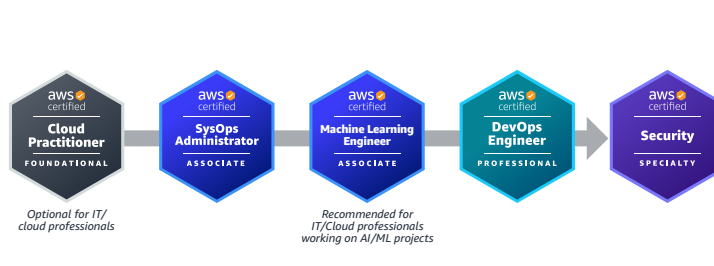 aws
certified
Cloud
Practitioner
FOUNDATIONAL
Optional for IT/
cloud professionals
aws
certified
SysOps
Administrator
ASSOCIATE
aws
certified
Machine Learning
Engineer
ASSOCIATE
Recommended for
IT/Cloud professionals
working on AI/ML projects
aws
certified
DevOps
Engineer
PROFESSIONAL
aws
certified
Security
SPECIALTY